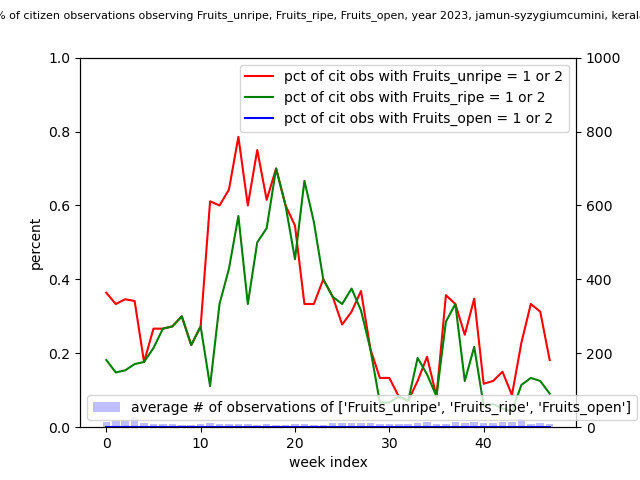 % of citizen observations observing Fruits_unripe, Fruits_ripe, Fruits_open, year 2023, jamun-syzygiumcumini,
1.0
0.8
0.6
0.4
0.2
0.0
percent
pct of cit obs with Fruits_unripe = 1 or 2
pct of cit obs with Fruits_ripe = 1 or 2
pct of cit obs with Fruits_open = 1 or 2
1000
800
600
400
200
0
average # of observations of ['Fruits_unripe', 'Fruits_ripe', 'Fruits_open']
0 10 20 30 40
week index